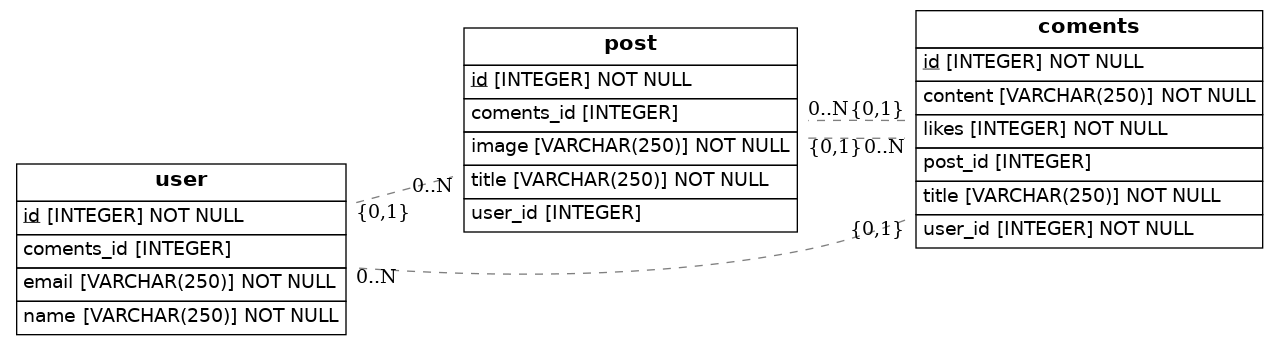 user
id [INTEGER] NOT NULL
coments_id [INTEGER]
email [VARCHAR(250)] NOT NULL
name [VARCHAR(250)] NOT NULL
{0,1}
0..N
0..N
post
id [INTEGER] NOT NULL
coments_id [INTEGER]
image [VARCHAR(250)] NOT NULL
title [VARCHAR(250)] NOT NULL
user_id [INTEGER]
0..N {0,1}
{0,1} 0..N
{0,1}
coments
id [INTEGER] NOT NULL
content [VARCHAR(250)] NOT NULL
likes [INTEGER] NOT NULL
post_id [INTEGER]
title [VARCHAR(250)] NOT NULL
user_id [INTEGER] NOT NULL